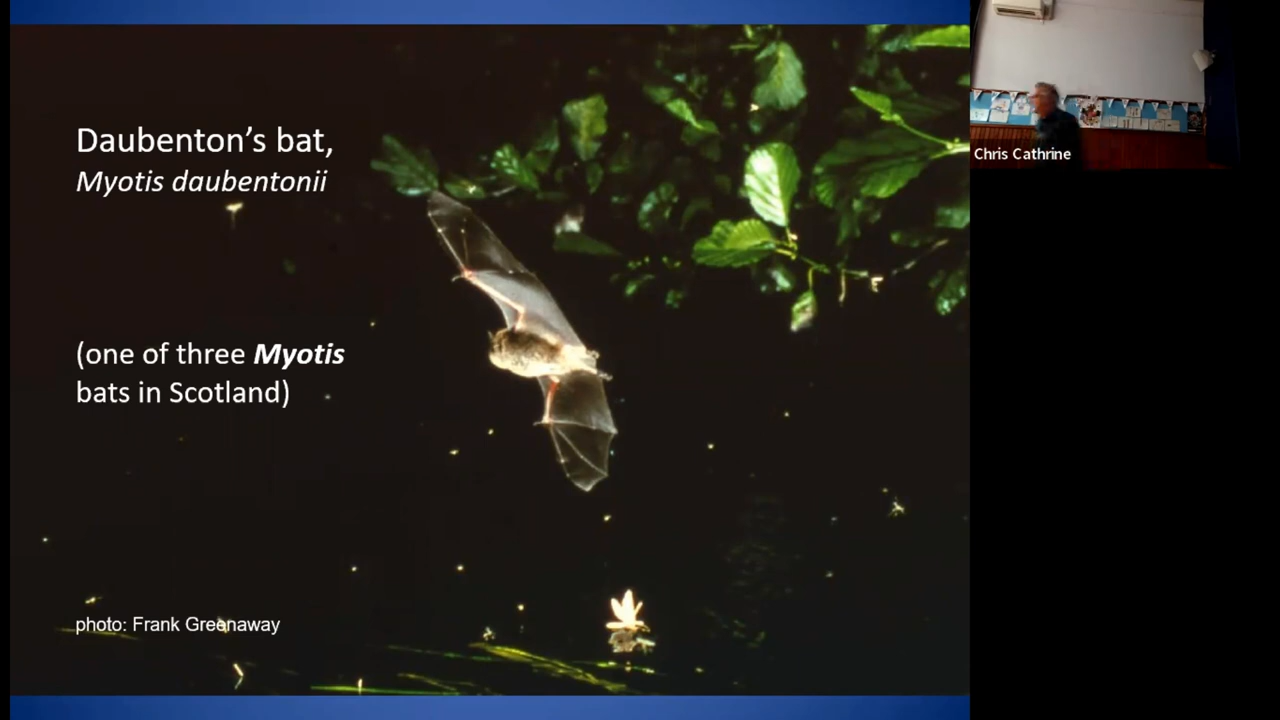 Daubenton’s bat,
Myotis daubentonii
(one of three Myotis
bats in Scotland)
photo: Frank Greenaway
Chris Cathrine